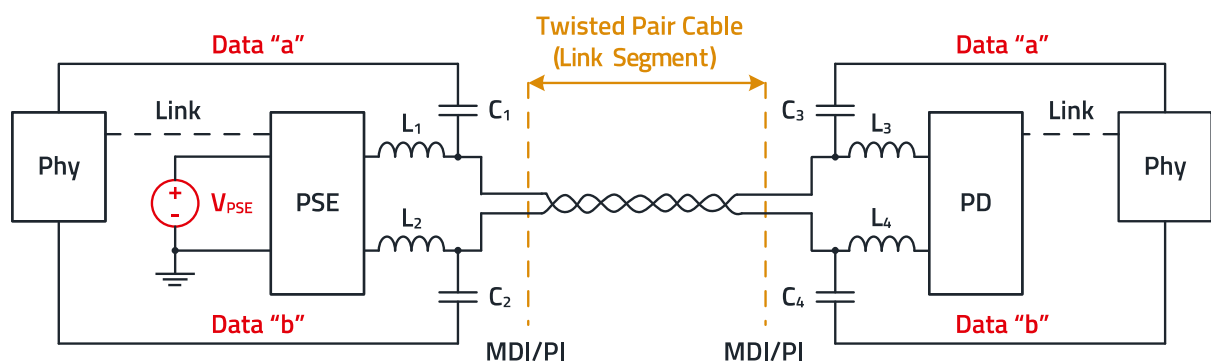 Twisted Pair Cable
(Link Segment)
Data “a”
Data “a”
C₁
C₃
Link
L₁
L₃
Link
Phy
+
-
VPSE
PSE
PD
Phy
L₂
L₄
C₂
C₄
Data “b”
Data “b”
MDI/PI
MDI/PI